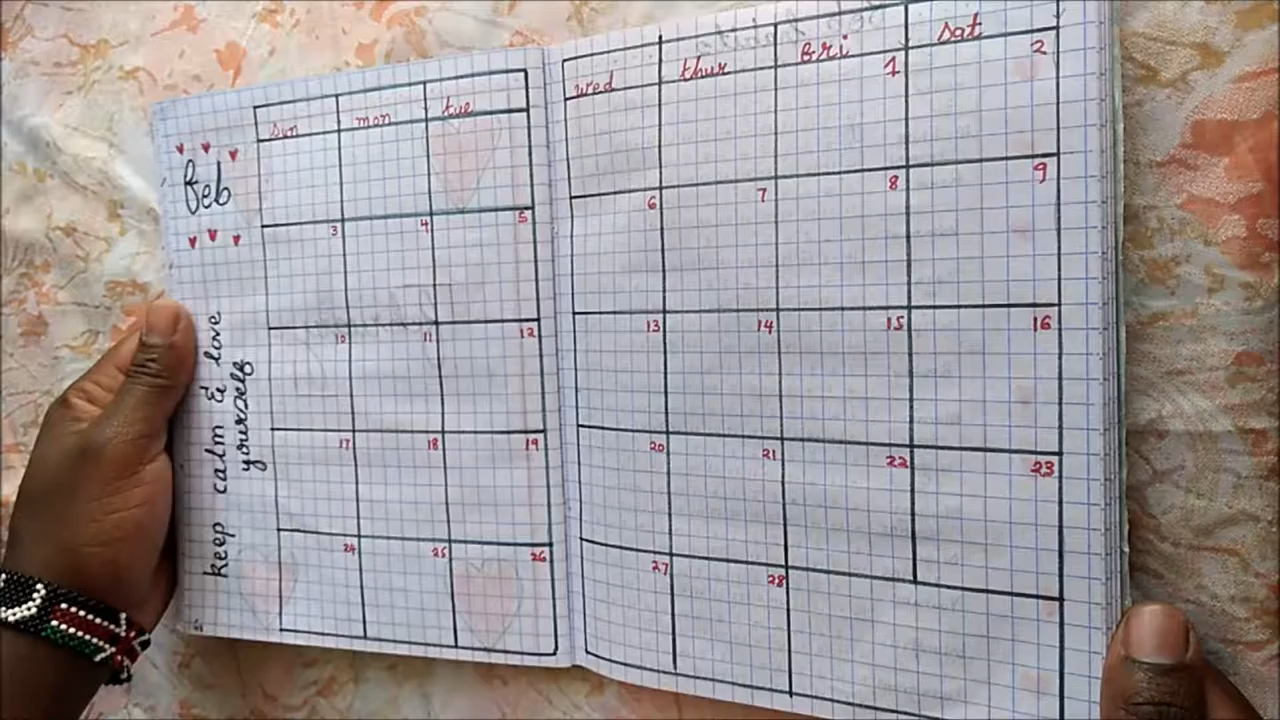 Feb
keep calm & love
yourself
sun mon tue wed thur fri sat
1 2
3 4 5 6 7 8 9
10 11 12 13 14 15 16
17 18 19 20 21 22 23
24 25 26 27 28